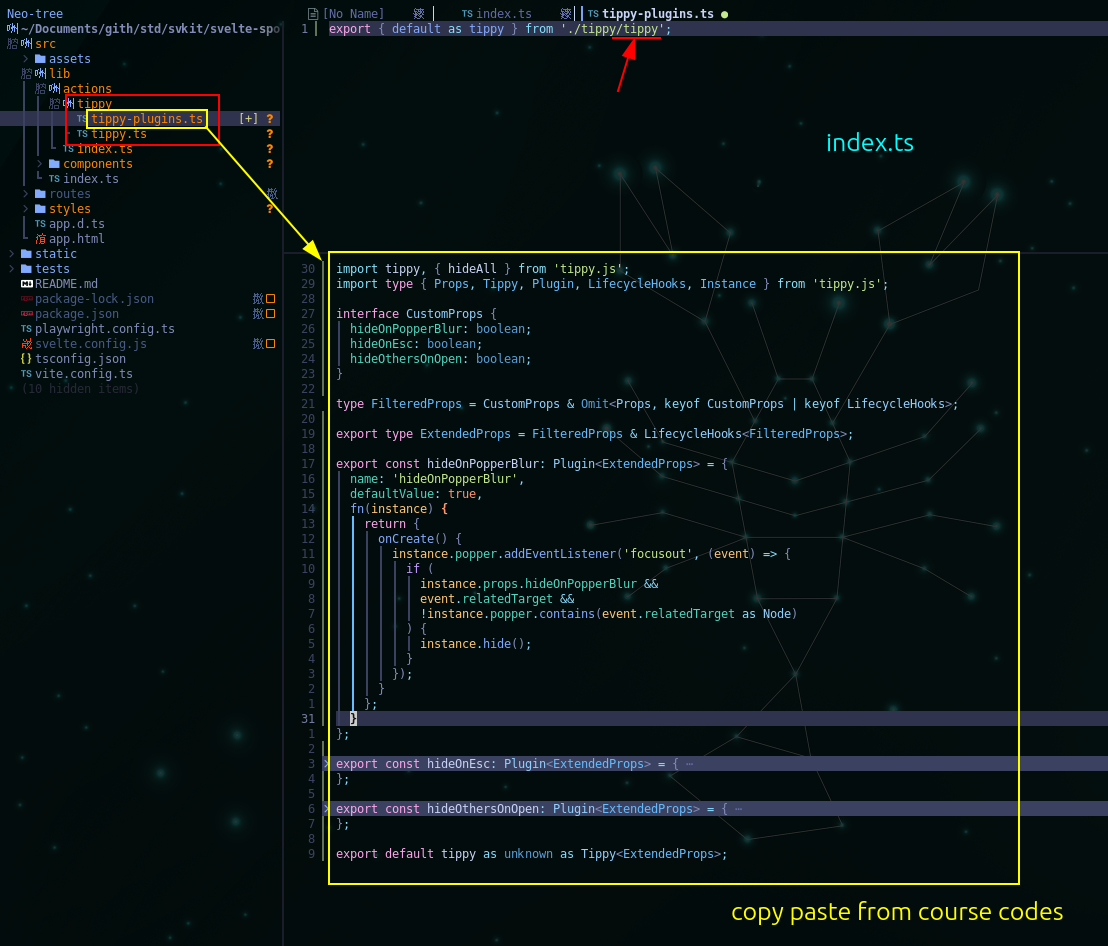 Neo-tree
~/Documents/gith/std/svkit/svelte-spo
src
assets
lib
actions
tippy
TS tippy-plugins.ts [+] ?
TS tippy.ts ?
TS index.ts ?
components ?
TS index.ts
routes
styles ?
TS app.d.ts
app.html
static
tests
README.md
package-lock.json
package.json
TS playwright.config.ts
svelte.config.js
{} tsconfig.json
TS vite.config.ts
(10 hidden items)
[No Name] TS index.ts TS tippy-plugins.ts ●
1 export { default as tippy } from './tippy/tippy';
index.ts
30 import tippy, { hideAll } from 'tippy.js';
29 import type { Props, Tippy, Plugin, LifecycleHooks, Instance } from 'tippy.js';
28
27 interface CustomProps {
26 hideOnPopperBlur: boolean;
25 hideOnEsc: boolean;
24 hideOthersOnOpen: boolean;
23 }
22
21 type FilteredProps = CustomProps & Omit<Props, keyof CustomProps | keyof LifecycleHooks>;
20
19 export type ExtendedProps = FilteredProps & LifecycleHooks<FilteredProps>;
18
17 export const hideOnPopperBlur: Plugin<ExtendedProps> = {
16 name: 'hideOnPopperBlur',
15 defaultValue: true,
14 fn(instance) {
13 return {
12 onCreate() {
11 instance.popper.addEventListener('focusout', (event) => {
10 if (
9 instance.props.hideOnPopperBlur &&
8 event.relatedTarget &&
7 !instance.popper.contains(event.relatedTarget as Node)
6 ) {
5 instance.hide();
4 }
3 });
2 }
1 };
31 }
1 };
2
3 export const hideOnEsc: Plugin<ExtendedProps> = { ⋯
4 };
5
6 export const hideOthersOnOpen: Plugin<ExtendedProps> = { ⋯
7 };
8
9 export default tippy as unknown as Tippy<ExtendedProps>;
copy paste from course codes